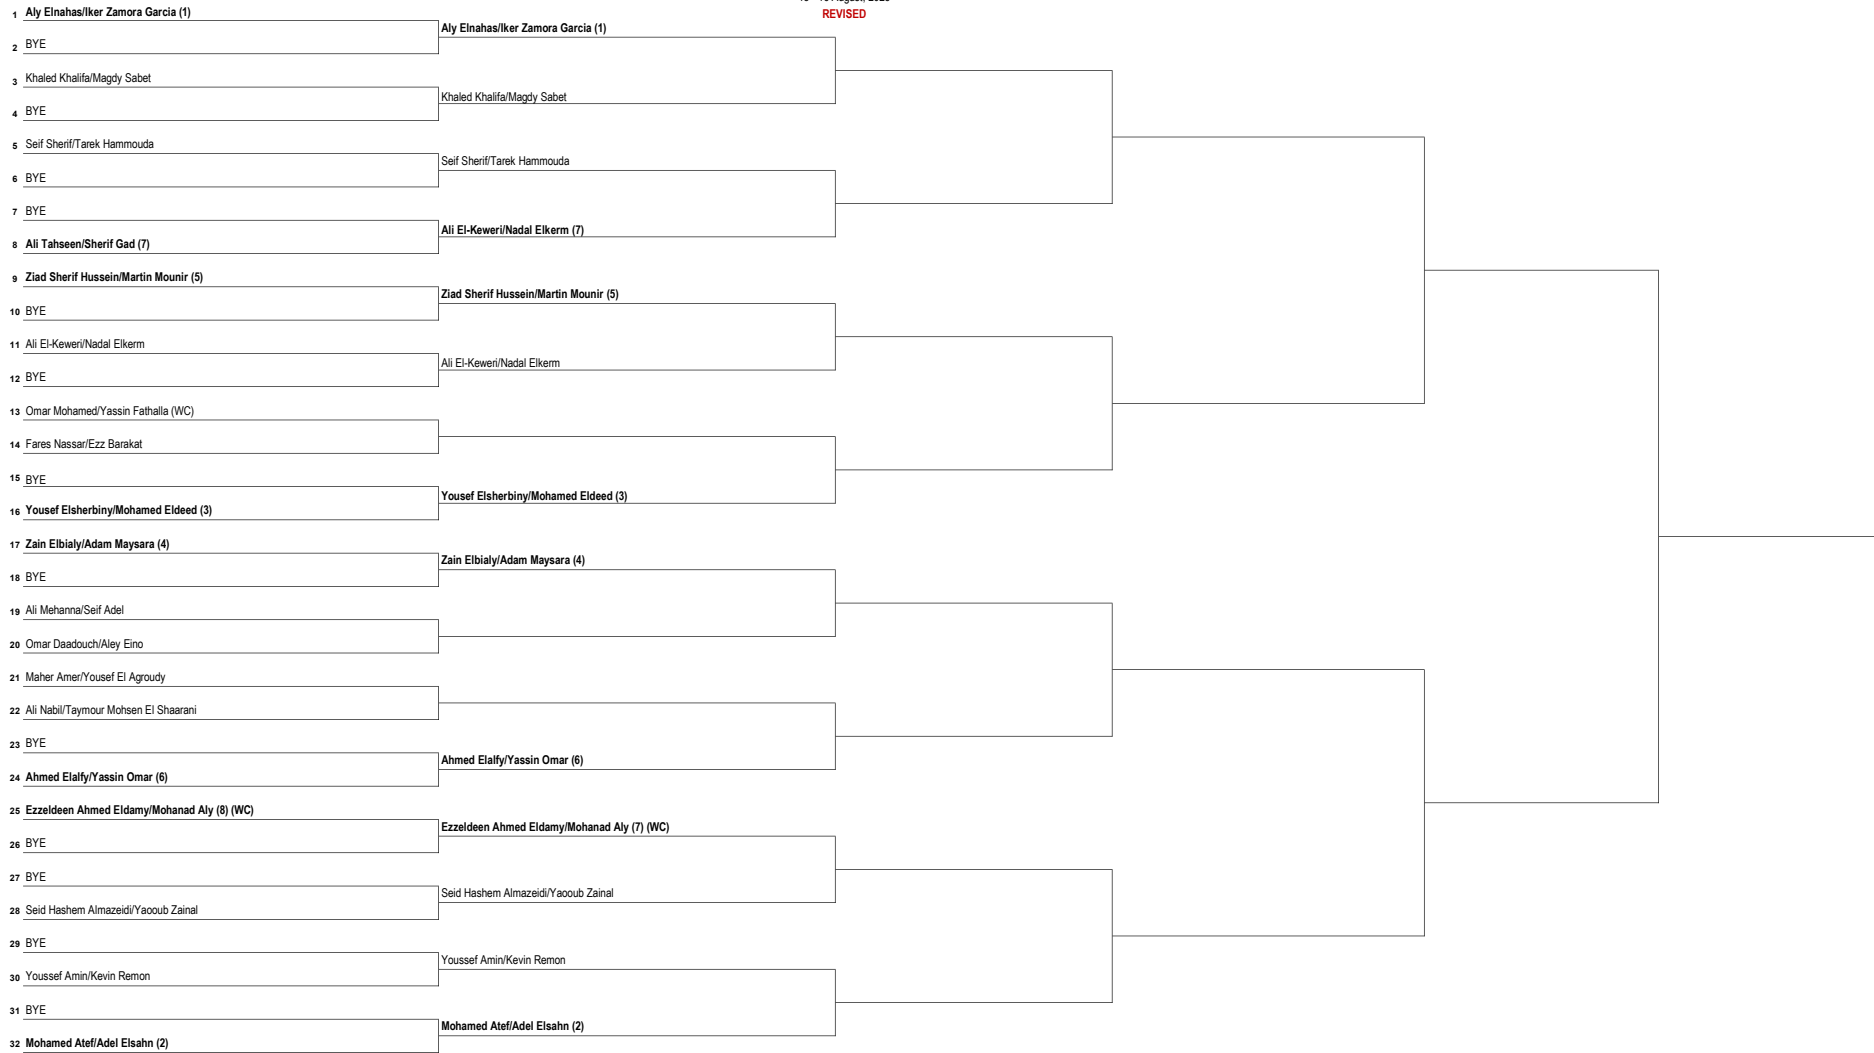 REVISED
1 Aly Elnahas/Iker Zamora Garcia (1)
Aly Elnahas/Iker Zamora Garcia (1)
2 BYE
3 Khaled Khalifa/Magdy Sabet
Khaled Khalifa/Magdy Sabet
4 BYE
5 Seif Sherif/Tarek Hammouda
Seif Sherif/Tarek Hammouda
6 BYE
7 BYE
Ali El-Keweri/Nadal Elkerm (7)
8 Ali Tahseen/Sherif Gad (7)
9 Ziad Sherif Hussein/Martin Mounir (5)
Ziad Sherif Hussein/Martin Mounir (5)
10 BYE
11 Ali El-Keweri/Nadal Elkerm
Ali El-Keweri/Nadal Elkerm
12 BYE
13 Omar Mohamed/Yassin Fathalla (WC)
14 Fares Nassar/Ezz Barakat
15 BYE
Yousef Elsherbiny/Mohamed Eldeed (3)
16 Yousef Elsherbiny/Mohamed Eldeed (3)
17 Zain Elbialy/Adam Maysara (4)
Zain Elbialy/Adam Maysara (4)
18 BYE
19 Ali Mehanna/Seif Adel
20 Omar Daadouch/Aley Eino
21 Maher Amer/Yousef El Agroudy
22 Ali Nabil/Taymour Mohsen El Shaarani
23 BYE
Ahmed Elalfy/Yassin Omar (6)
24 Ahmed Elalfy/Yassin Omar (6)
25 Ezzeldeen Ahmed Eldamy/Mohanad Aly (8) (WC)
Ezzeldeen Ahmed Eldamy/Mohanad Aly (7) (WC)
26 BYE
27 BYE
Seid Hashem Almazeidi/Yaooub Zainal
28 Seid Hashem Almazeidi/Yaooub Zainal
29 BYE
Youssef Amin/Kevin Remon
30 Youssef Amin/Kevin Remon
31 BYE
Mohamed Atef/Adel Elsahn (2)
32 Mohamed Atef/Adel Elsahn (2)